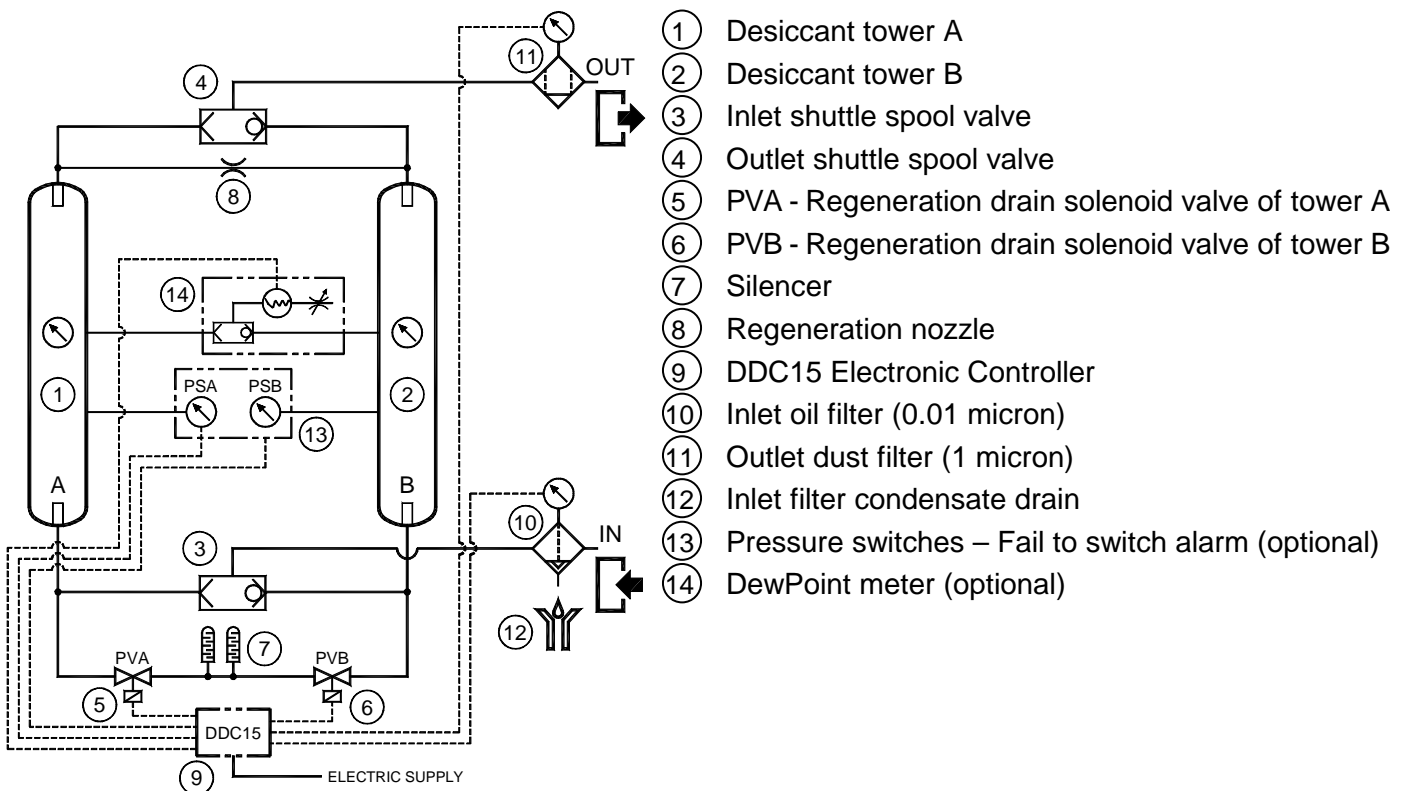 11
OUT
4
8
14
PSA PSB
1
2
13
A
B
10
IN
3
12
7
PVA
PVB
5
6
DDC15
9
ELECTRIC SUPPLY
1 Desiccant tower A
2 Desiccant tower B
3 Inlet shuttle spool valve
4 Outlet shuttle spool valve
5 PVA - Regeneration drain solenoid valve of tower A
6 PVB - Regeneration drain solenoid valve of tower B
7 Silencer
8 Regeneration nozzle
9 DDC15 Electronic Controller
10 Inlet oil filter (0.01 micron)
11 Outlet dust filter (1 micron)
12 Inlet filter condensate drain
13 Pressure switches – Fail to switch alarm (optional)
14 DewPoint meter (optional)